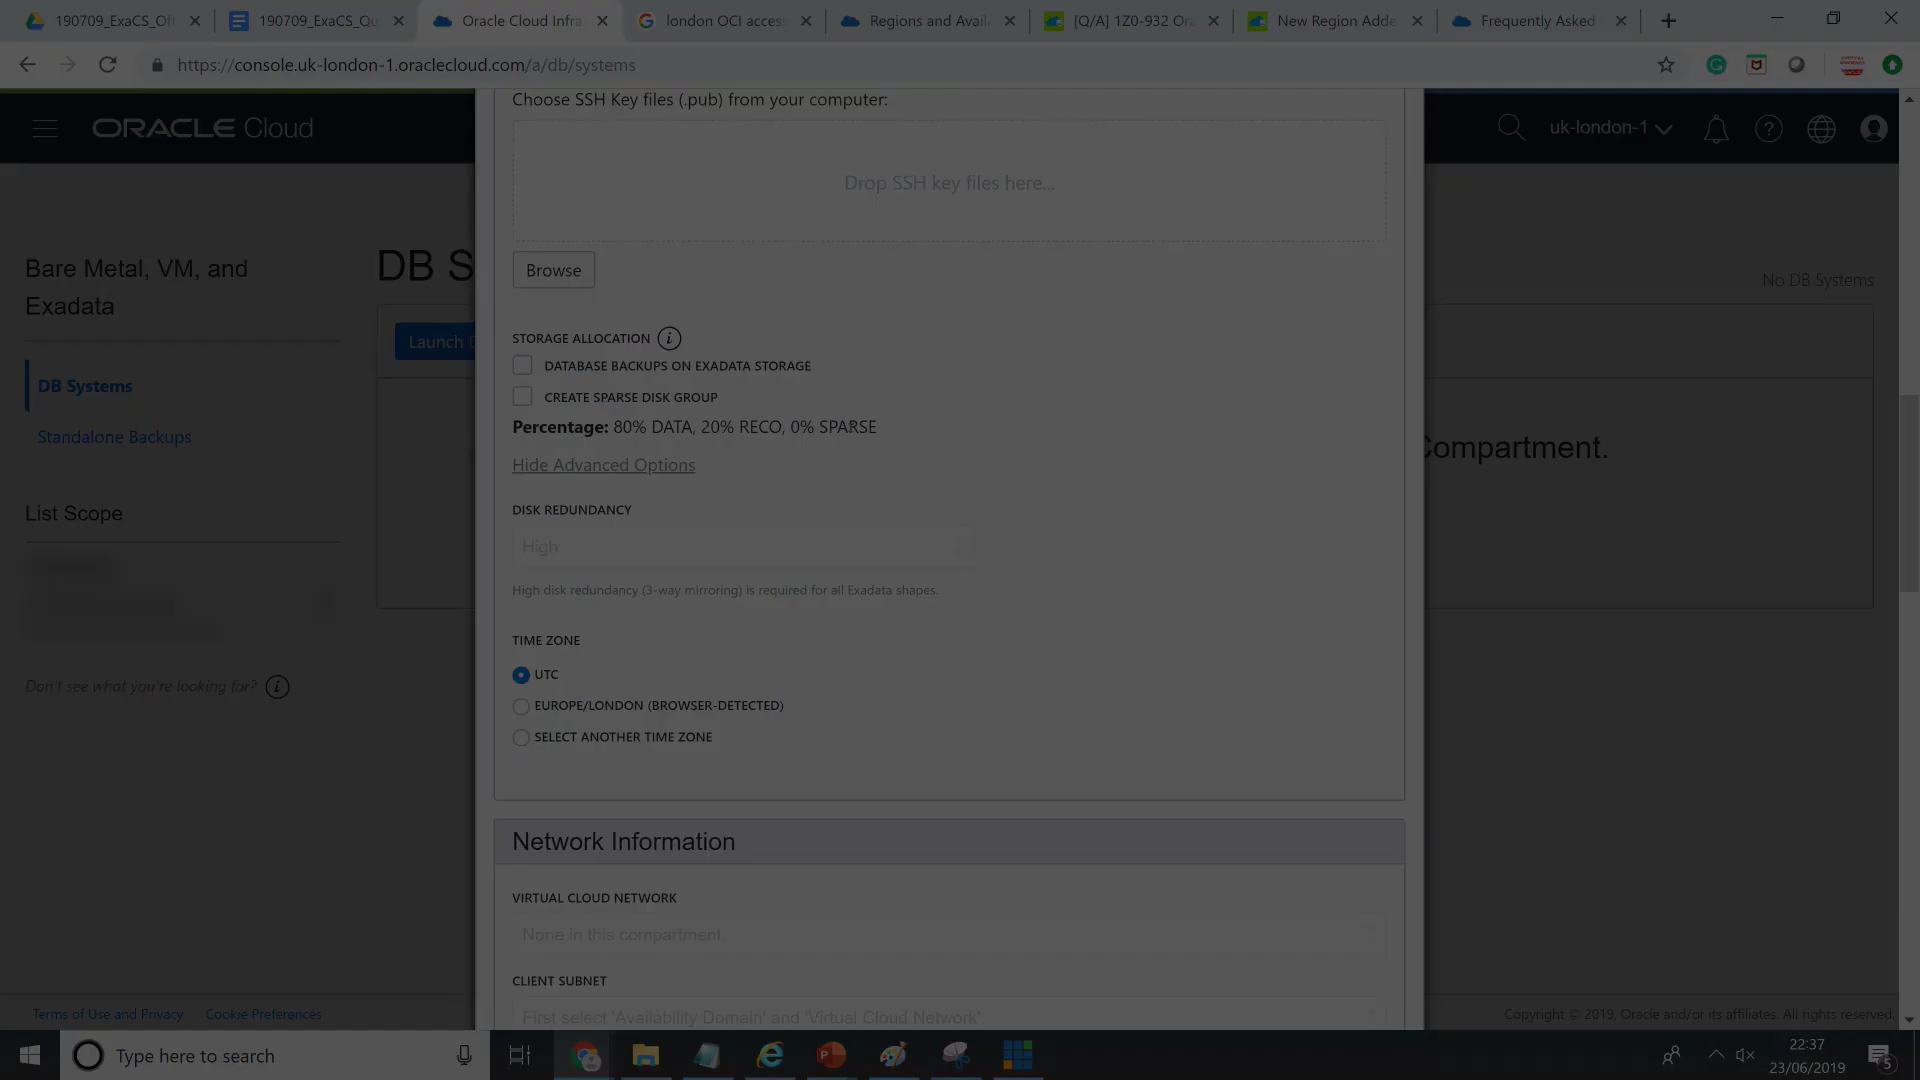 190709_ExaCS_Off
190709_ExaCS_Qu
Oracle Cloud Infra
london OCI access
Regions and Avail
[Q/A] 1Z0-932 Ora
New Region Adde
Frequently Asked
https://console.uk-london-1.oraclecloud.com/a/db/systems
ORACLE Cloud
uk-london-1
Choose SSH Key files (.pub) from your computer:
Drop SSH key files here...
Browse
Bare Metal, VM, and
Exadata
DB S
No DB Systems
Launch D
DB Systems
Standalone Backups
Compartment.
List Scope
Don't see what you're looking for?
STORAGE ALLOCATION
DATABASE BACKUPS ON EXADATA STORAGE
CREATE SPARSE DISK GROUP
Percentage: 80% DATA, 20% RECO, 0% SPARSE
Hide Advanced Options
DISK REDUNDANCY
High
High disk redundancy (3-way mirroring) is required for all Exadata shapes.
TIME ZONE
UTC
EUROPE/LONDON (BROWSER-DETECTED)
SELECT ANOTHER TIME ZONE
Network Information
VIRTUAL CLOUD NETWORK
None in this compartment.
CLIENT SUBNET
First select 'Availability Domain' and 'Virtual Cloud Network'.
Terms of Use and Privacy
Cookie Preferences
Copyright © 2019, Oracle and/or its affiliates. All rights reserved.
Type here to search
22:37
23/06/2019
5